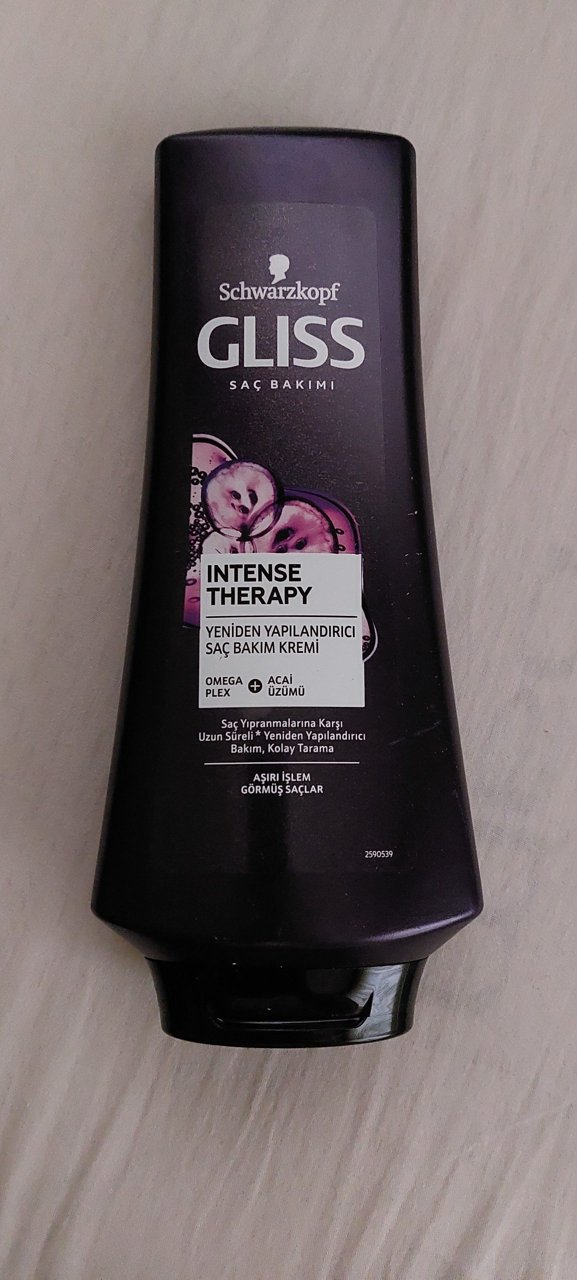 Schwarzkopf
GLISS
SAÇ BAKIMI
INTENSE
THERAPY
YENİDEN YAPILANDIRICI
SAÇ BAKIM KREMİ
OMEGA
PLEX
+
ACAİ
ÜZÜMÜ
Saç Yıpranmalarına Karşı
Uzun Süreli* Yeniden Yapılandırıcı
Bakım, Kolay Tarama
AŞIRI İŞLEM
GÖRMÜŞ SAÇLAR
2590539